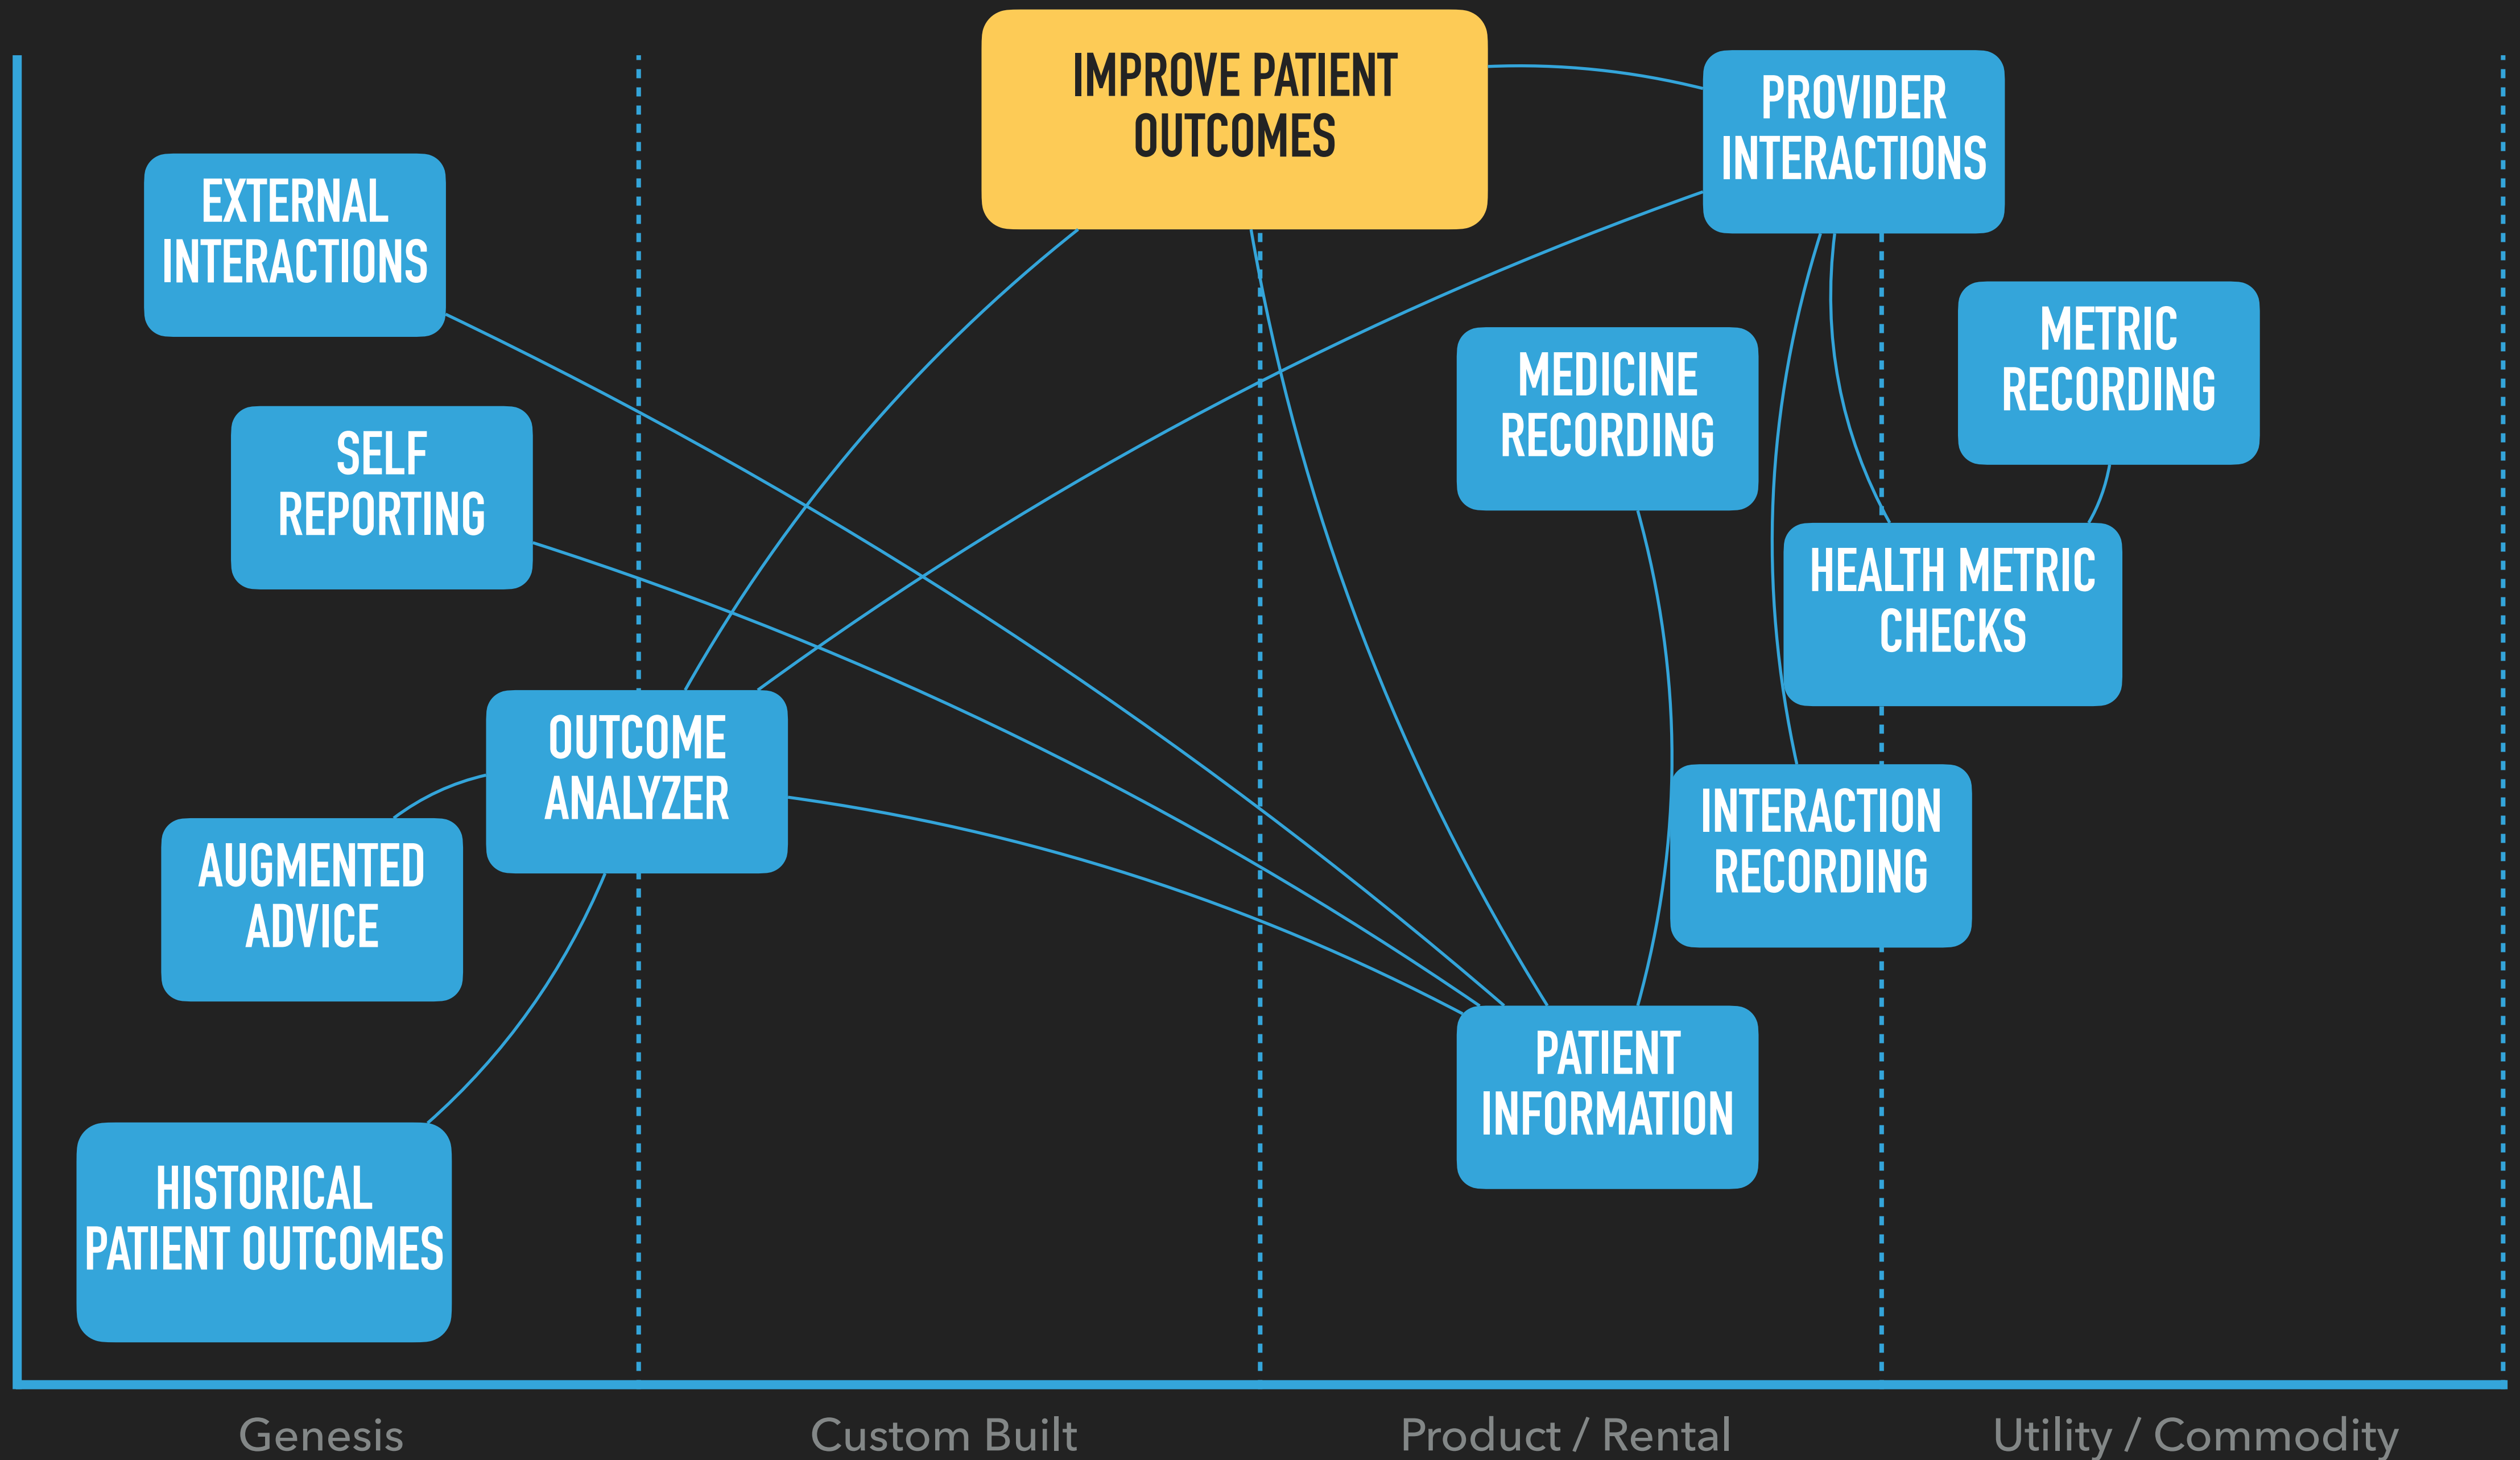 IMPROVE PATIENT
OUTCOMES
PROVIDER
INTERACTIONS
EXTERNAL
INTERACTIONS
METRIC
RECORDING
MEDICINE
RECORDING
SELF
REPORTING
HEALTH METRIC
CHECKS
OUTCOME
ANALYZER
INTERACTION
RECORDING
AUGMENTED
ADVICE
PATIENT
INFORMATION
HISTORICAL
PATIENT OUTCOMES
Genesis
Custom Built
Product / Rental
Utility / Commodity